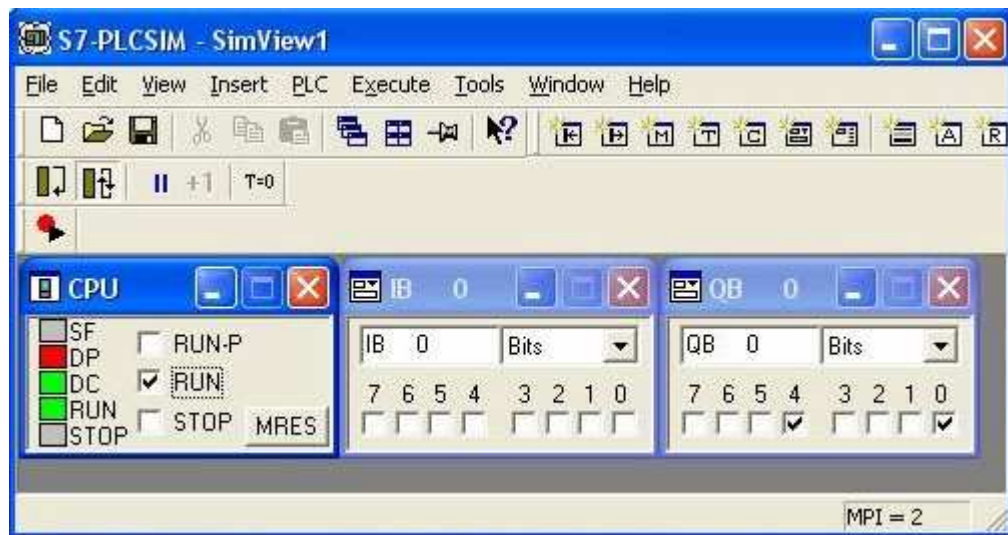 S7-PLCSIM - SimView1
File Edit View Insert PLC Execute Tools Window Help
M T C A R
+1 T=0
CPU
SF
DP
DC
RUN
STOP
RUN-P
RUN
STOP MRES
IB 0
IB 0 Bits
7 6 5 4 3 2 1 0
QB 0
QB 0 Bits
7 6 5 4 3 2 1 0
MPI = 2